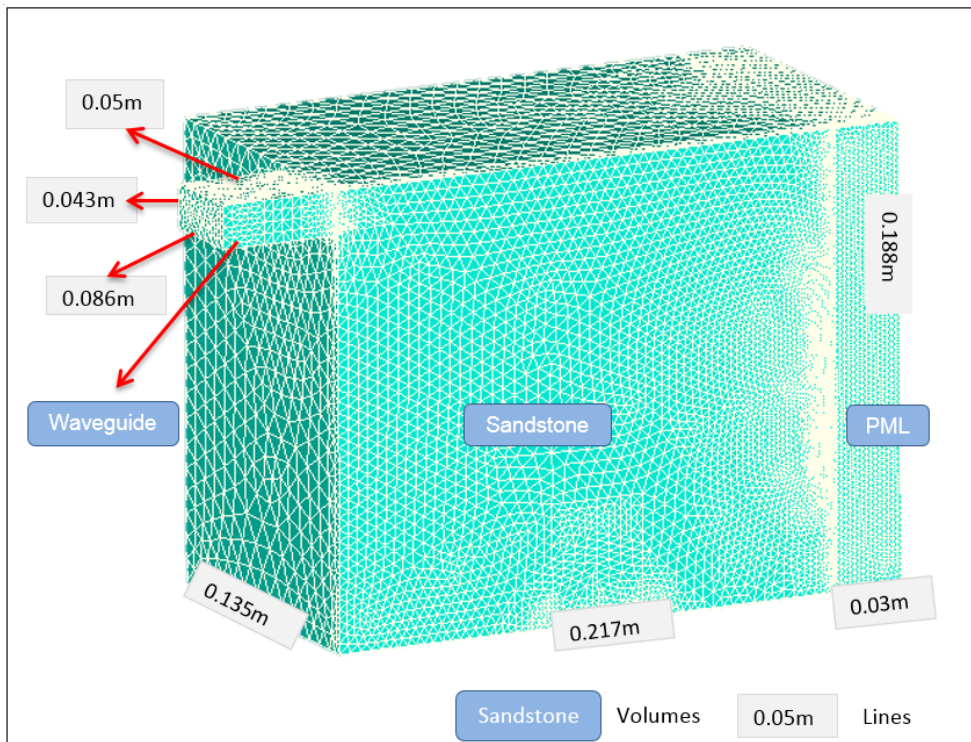 0.05m
0.043m
0.086m
0.188m
Waveguide
Sandstone
PML
0.135m
0.217m
0.03m
Sandstone Volumes 0.05m Lines